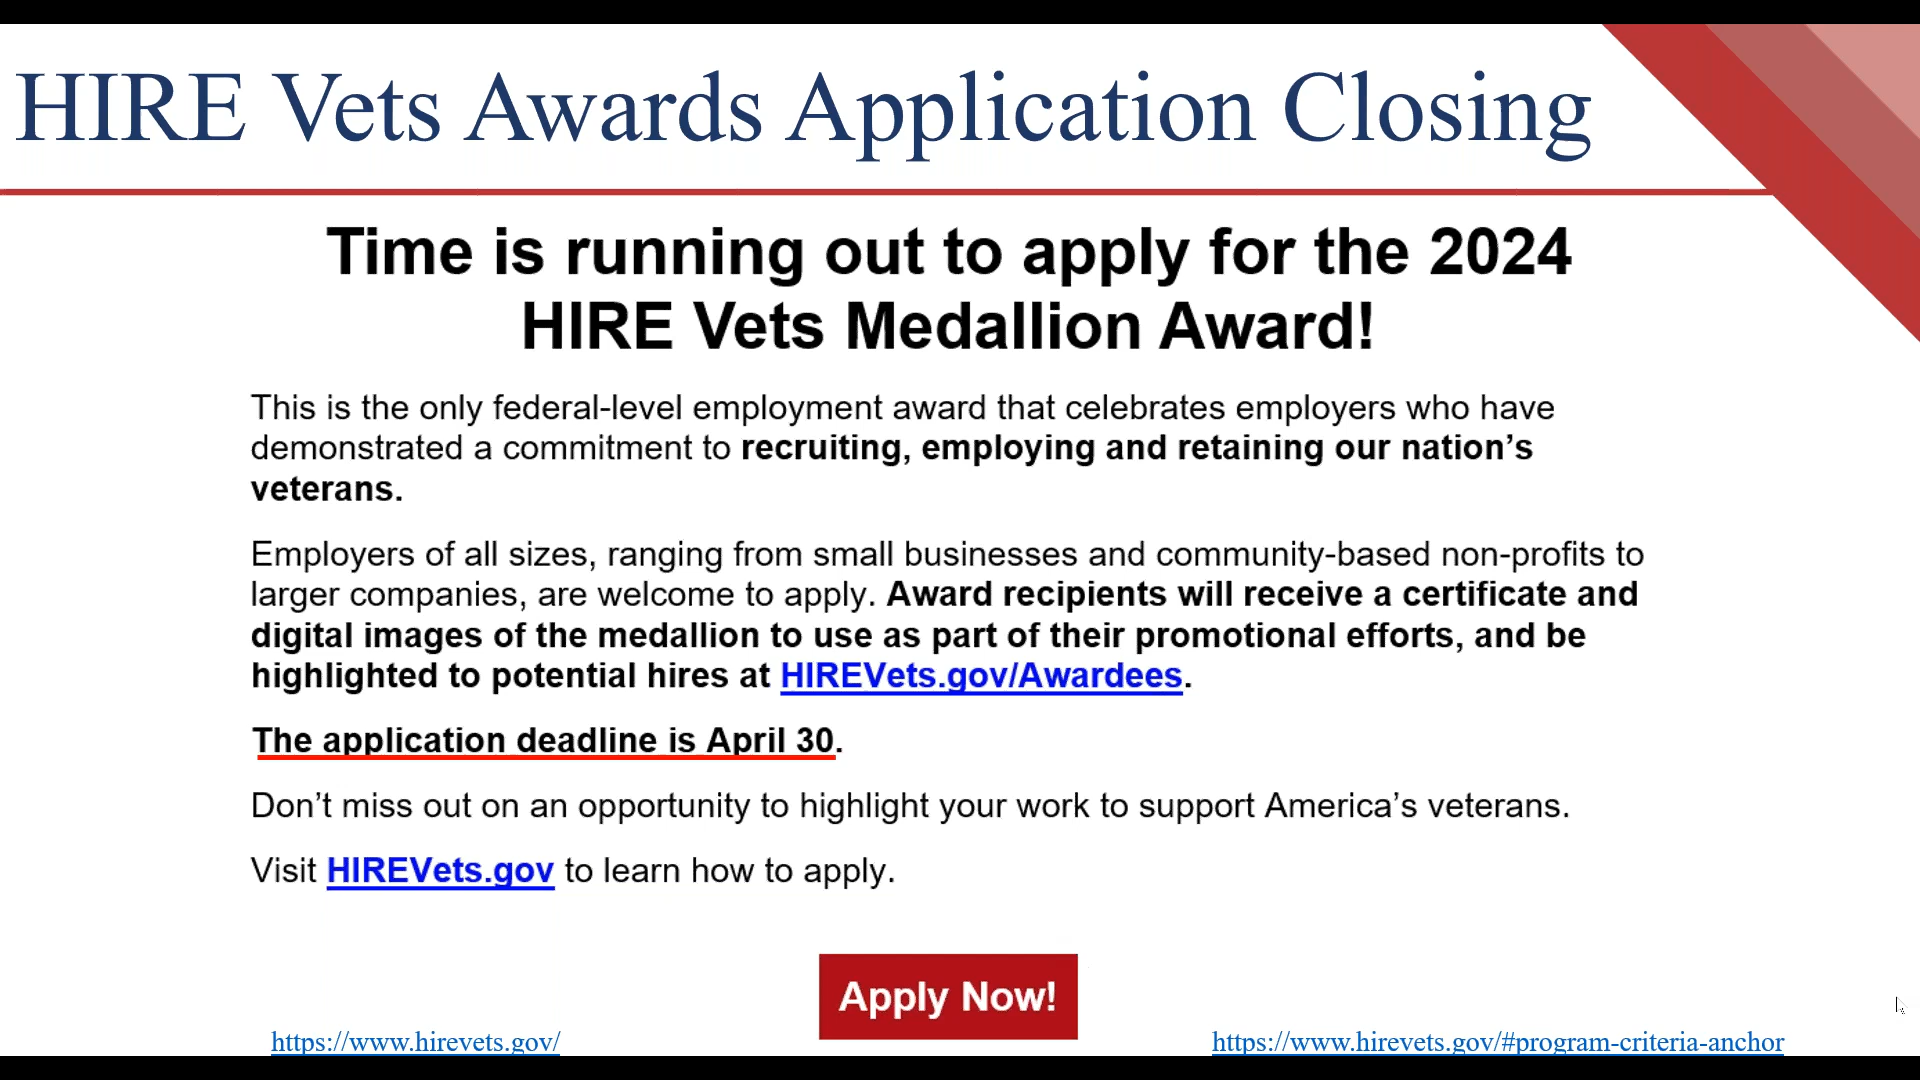 HIRE Vets Awards Application Closing
Time is running out to apply for the 2024
HIRE Vets Medallion Award!
This is the only federal-level employment award that celebrates employers who have
demonstrated a commitment to recruiting, employing and retaining our nation’s
veterans.
Employers of all sizes, ranging from small businesses and community-based non-profits to
larger companies, are welcome to apply. Award recipients will receive a certificate and
digital images of the medallion to use as part of their promotional efforts, and be
highlighted to potential hires at HIREVets.gov/Awardees.
The application deadline is April 30.
Don’t miss out on an opportunity to highlight your work to support America’s veterans.
Visit HIREVets.gov to learn how to apply.
Apply Now!
https://www.hirevets.gov/
https://www.hirevets.gov/#program-criteria-anchor